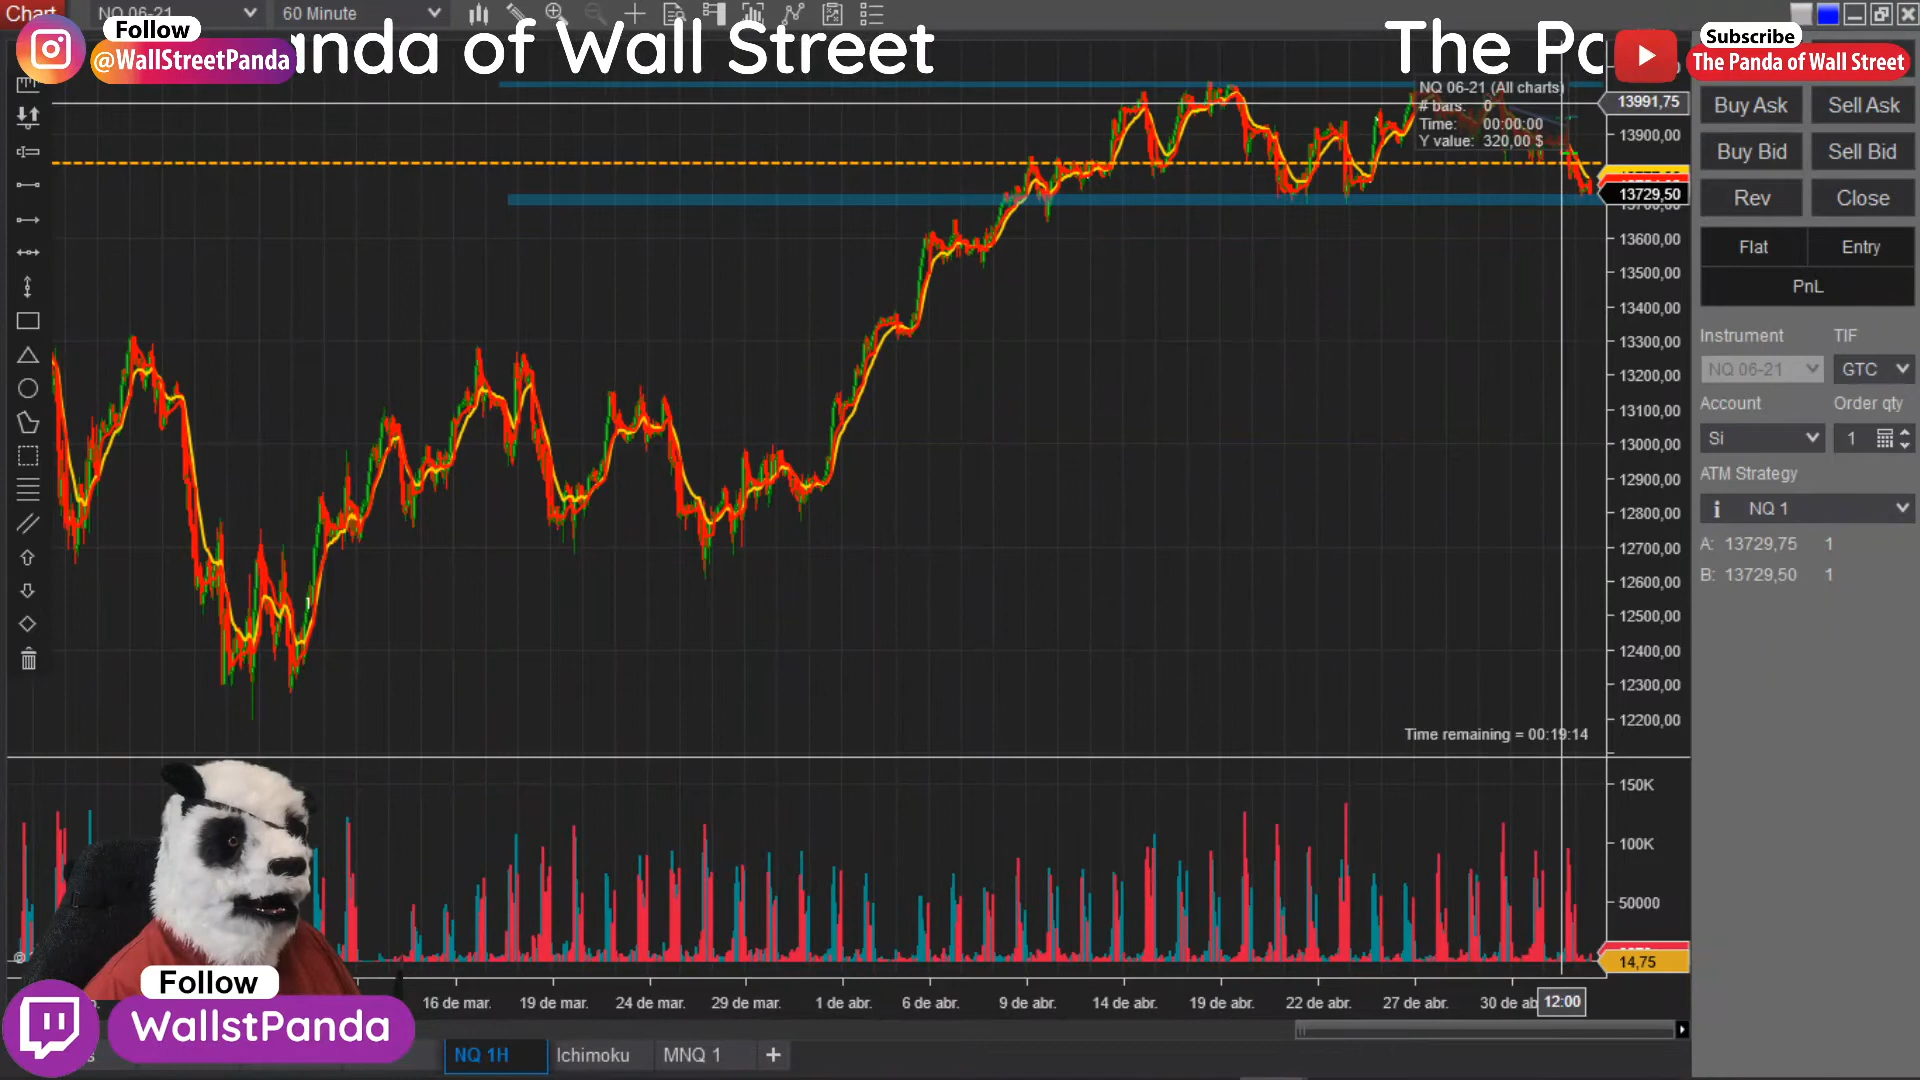 Chart
NQ 06-21
60 Minute
Follow
@WallStreetPanda
anda of Wall Street
The Pa
Subscribe
The Panda of Wall Street
NQ 06-21 (All charts)
# bars: 0
Time: 00:00:00
Y value: 320,00 $
13991,75
13900,00
13729,50
13700,00
13600,00
13500,00
13400,00
13300,00
13200,00
13100,00
13000,00
12900,00
12800,00
12700,00
12600,00
12500,00
12400,00
12300,00
12200,00
Buy Ask
Sell Ask
Buy Bid
Sell Bid
Rev
Close
Flat
Entry
PnL
Instrument
TIF
NQ 06-21
GTC
Account
Order qty
Si
1
ATM Strategy
NQ 1
A: 13729,75 1
B: 13729,50 1
Time remaining = 00:19:14
150K
100K
50000
14,75
16 de mar.
19 de mar.
24 de mar.
29 de mar.
1 de abr.
6 de abr.
9 de abr.
14 de abr.
19 de abr.
22 de abr.
27 de abr.
30 de ab
12:00
Follow
WallstPanda
s
NQ 1H
Ichimoku
MNQ 1
+